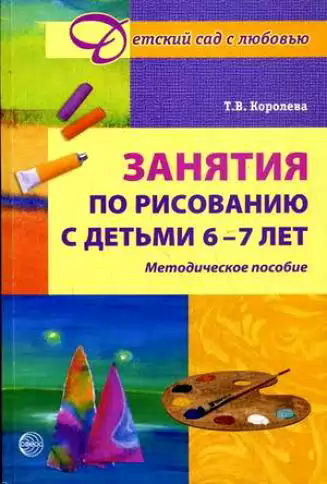 Детский сад с любовью
Т.В. Королева
ЗАНЯТИЯ
ПО РИСОВАНИЮ
С ДЕТЬМИ 6–7 ЛЕТ
Методическое пособие